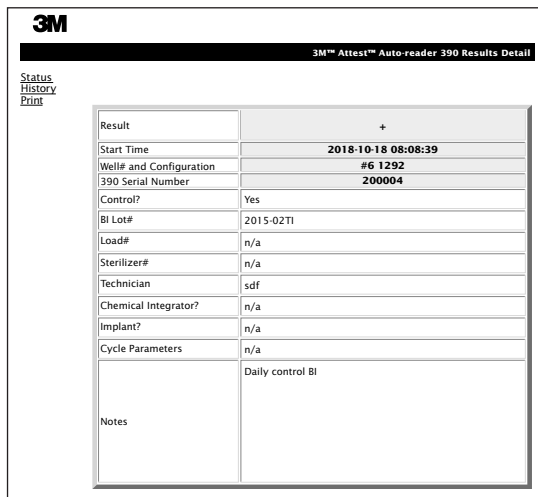 3M
3M™ Attest™ Auto-reader 390 Results Detail
Status
History
Print
Result +
Start Time 2018-10-18 08:08:39
Well# and Configuration #6 1292
390 Serial Number 200004
Control? Yes
BI Lot# 2015-02TI
Load# n/a
Sterilizer# n/a
Technician sdf
Chemical Integrator? n/a
Implant? n/a
Cycle Parameters n/a
Notes Daily control BI